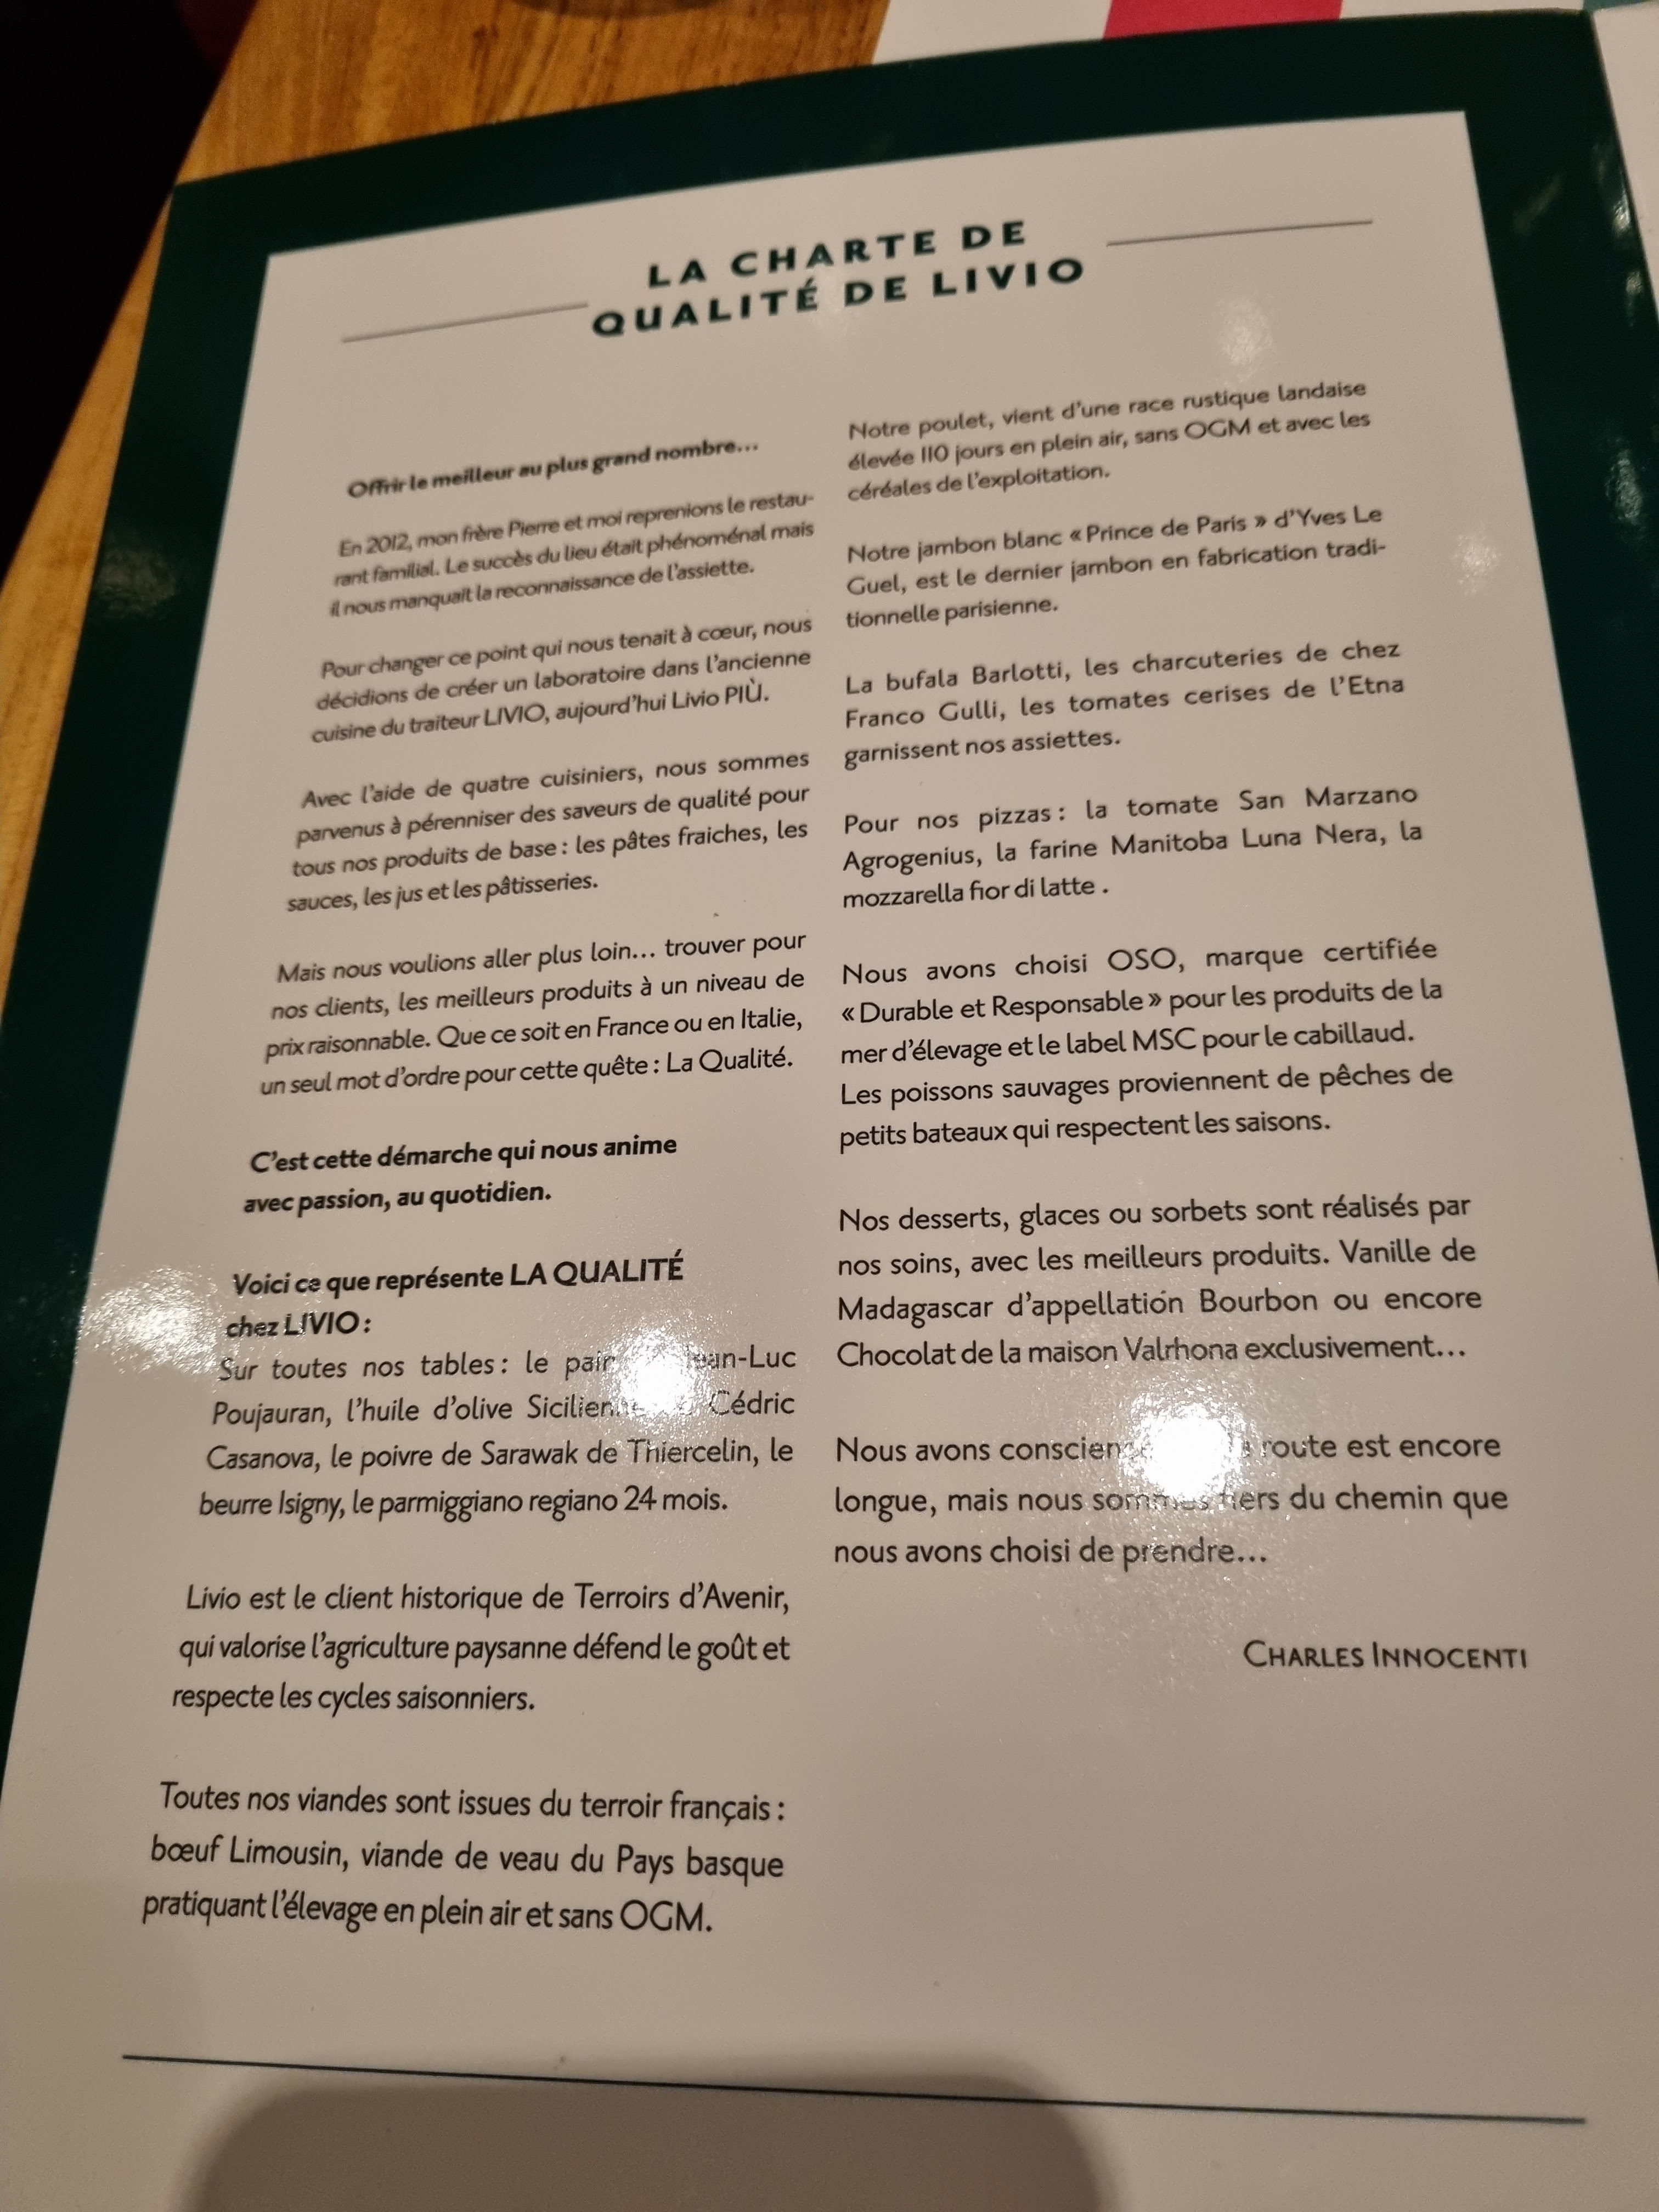 LA CHARTE DE
QUALITÉ DE LIVIO
Offrir le meilleur au plus grand nombre…
En 2012, mon frère Pierre et moi reprenions le restau-
rant familial. Le succès du lieu était phénoménal mais
il nous manquait la reconnaissance de l'assiette.
Pour changer ce point qui nous tenait à cœur, nous
décidions de créer un laboratoire dans l'ancienne
cuisine du traiteur LIVIO, aujourd'hui Livio PIÙ.
Avec l'aide de quatre cuisiniers, nous sommes
parvenus à pérenniser des saveurs de qualité pour
tous nos produits de base : les pâtes fraiches, les
sauces, les jus et les pâtisseries.
Mais nous voulions aller plus loin… trouver pour
nos clients, les meilleurs produits à un niveau de
prix raisonnable. Que ce soit en France ou en Italie,
un seul mot d'ordre pour cette quête : La Qualité.
C'est cette démarche qui nous anime
avec passion, au quotidien.
Voici ce que représente LA QUALITÉ
chez LIVIO :
Sur toutes nos tables : le pain Jean-Luc
Poujauran, l'huile d'olive Sicilienne Cédric
Casanova, le poivre de Sarawak de Thiercelin, le
beurre Isigny, le parmiggiano regiano 24 mois.
Livio est le client historique de Terroirs d'Avenir,
qui valorise l'agriculture paysanne défend le goût et
respecte les cycles saisonniers.
Toutes nos viandes sont issues du terroir français :
bœuf Limousin, viande de veau du Pays basque
pratiquant l'élevage en plein air et sans OGM.
Notre poulet, vient d'une race rustique landaise
élevée 110 jours en plein air, sans OGM et avec les
céréales de l'exploitation.
Notre jambon blanc « Prince de Paris » d'Yves Le
Guel, est le dernier jambon en fabrication tradi-
tionnelle parisienne.
La bufala Barlotti, les charcuteries de chez
Franco Gulli, les tomates cerises de l'Etna
garnissent nos assiettes.
Pour nos pizzas : la tomate San Marzano
Agrogenius, la farine Manitoba Luna Nera, la
mozzarella fior di latte .
Nous avons choisi OSO, marque certifiée
« Durable et Responsable » pour les produits de la
mer d'élevage et le label MSC pour le cabillaud.
Les poissons sauvages proviennent de pêches de
petits bateaux qui respectent les saisons.
Nos desserts, glaces ou sorbets sont réalisés par
nos soins, avec les meilleurs produits. Vanille de
Madagascar d'appellation Bourbon ou encore
Chocolat de la maison Valrhona exclusivement…
Nous avons conscience route est encore
longue, mais nous sommes fiers du chemin que
nous avons choisi de prendre…
CHARLES INNOCENTI